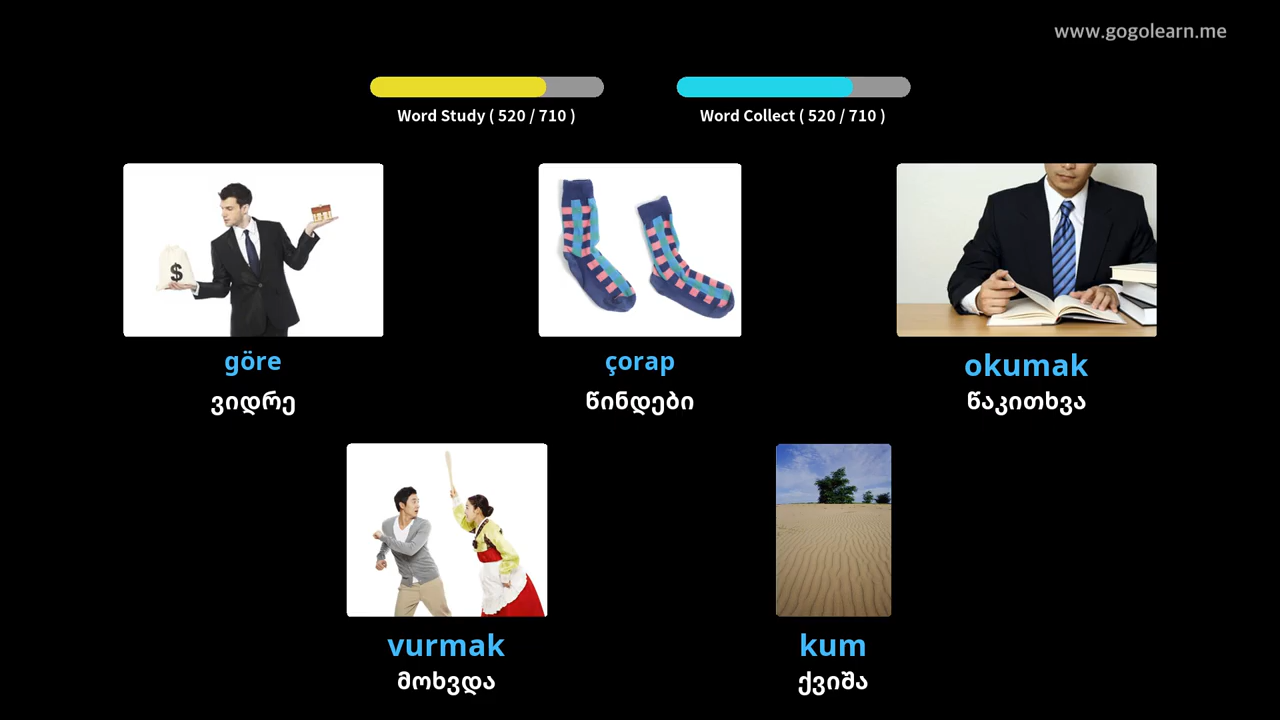 www.gogolearn.me
Word Study ( 520 / 710 )
Word Collect ( 520 / 710 )
göre
ვიდრე
çorap
წინდები
okumak
წაკითხვა
vurmak
მოხვდა
kum
ქვიშა